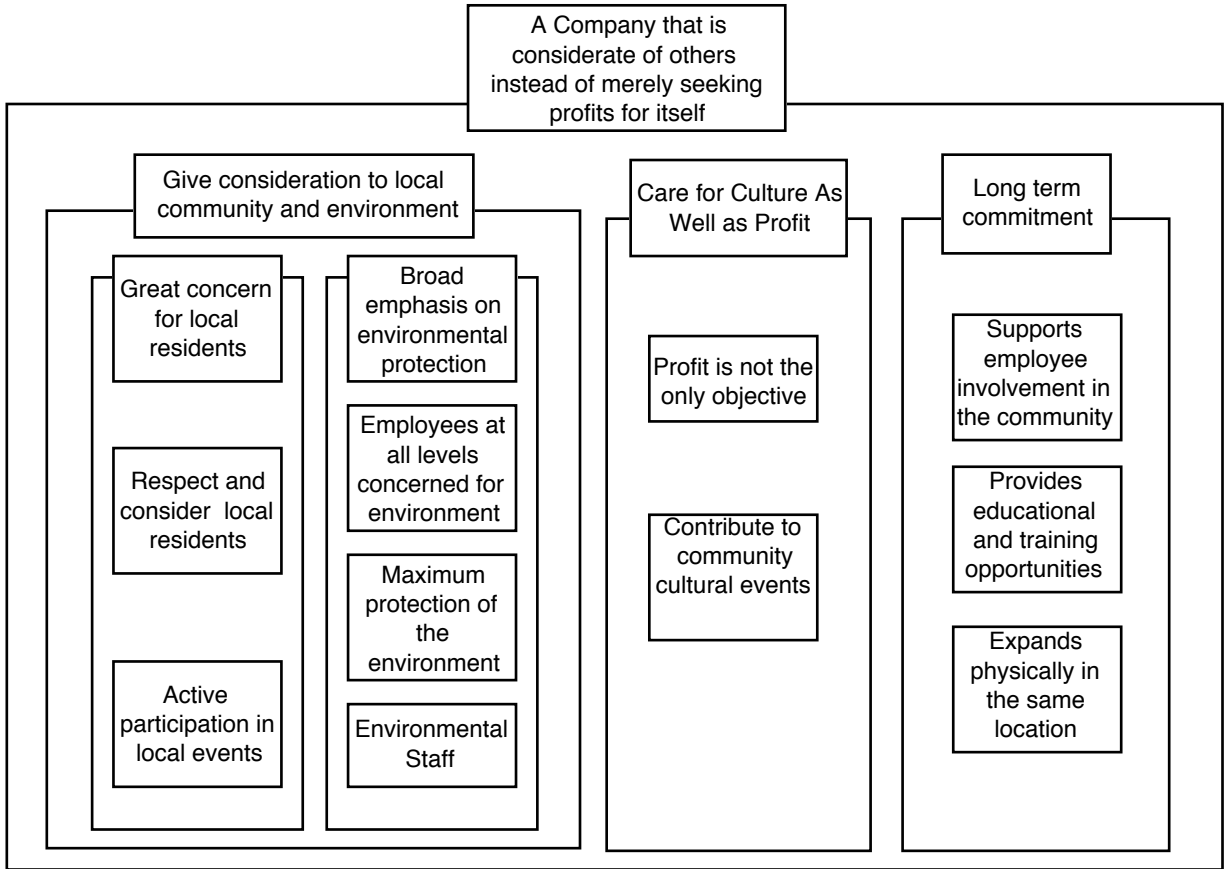 A Company that is
considerate of others
instead of merely seeking
profits for itself
Give consideration to local
community and environment
Great concern
for local
residents
Respect and
consider local
residents
Active
participation in
local events
Broad
emphasis on
environmental
protection
Employees at
all levels
concerned for
environment
Maximum
protection of
the
environment
Environmental
Staff
Care for Culture As
Well as Profit
Profit is not the
only objective
Contribute to
community
cultural events
Long term
commitment
Supports
employee
involvement in
the community
Provides
educational
and training
opportunities
Expands
physically in
the same
location